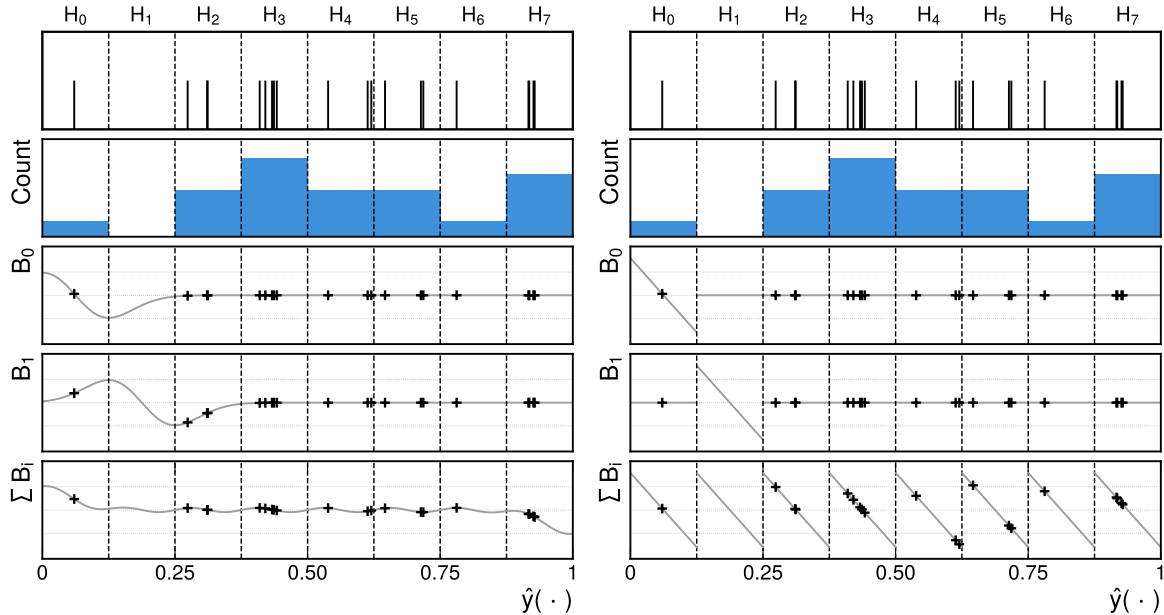 H₀ H₁ H₂ H₃ H₄ H₅ H₆ H₇
Count
B₀
B₁
∑ Bᵢ
0 0.25 0.50 0.75 1
ŷ( · )
H₀ H₁ H₂ H₃ H₄ H₅ H₆ H₇
Count
B₀
B₁
∑ Bᵢ
0 0.25 0.50 0.75 1
ŷ( · )